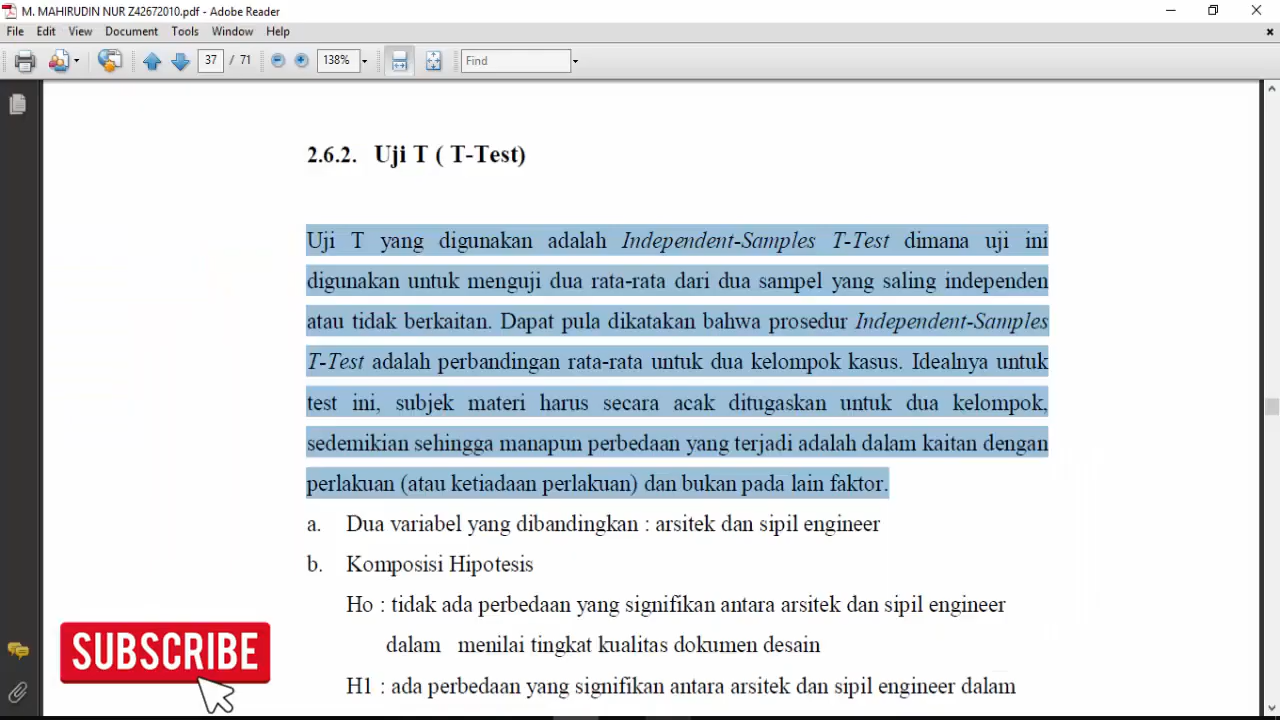 M. MAHIRUDIN NUR Z42672010.pdf - Adobe Reader
File Edit View Document Tools Window Help
37 / 71 138% Find
2.6.2. Uji T ( T-Test)
Uji T yang digunakan adalah Independent-Samples T-Test dimana uji ini
digunakan untuk menguji dua rata-rata dari dua sampel yang saling independen
atau tidak berkaitan. Dapat pula dikatakan bahwa prosedur Independent-Samples
T-Test adalah perbandingan rata-rata untuk dua kelompok kasus. Idealnya untuk
test ini, subjek materi harus secara acak ditugaskan untuk dua kelompok,
sedemikian sehingga manapun perbedaan yang terjadi adalah dalam kaitan dengan
perlakuan (atau ketiadaan perlakuan) dan bukan pada lain faktor.
a. Dua variabel yang dibandingkan : arsitek dan sipil engineer
b. Komposisi Hipotesis
Ho : tidak ada perbedaan yang signifikan antara arsitek dan sipil engineer
dalam menilai tingkat kualitas dokumen desain
H1 : ada perbedaan yang signifikan antara arsitek dan sipil engineer dalam
SUBSCRIBE